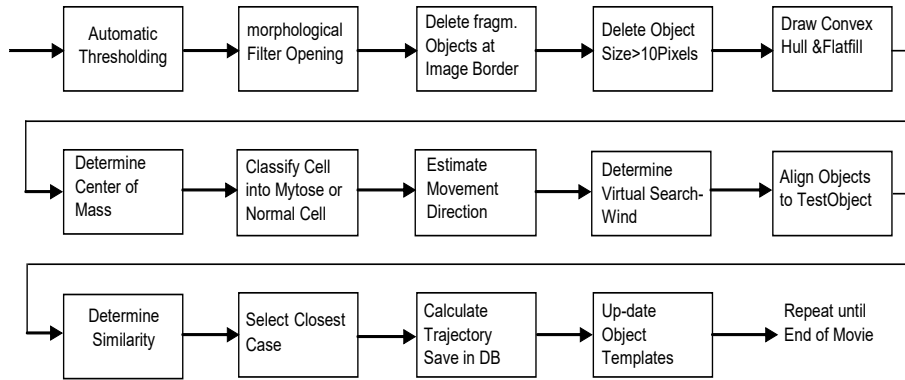 Automatic
Thresholding
morphological
Filter Opening
Delete fragm.
Objects at
Image Border
Delete Object
Size>10Pixels
Draw Convex
Hull &Flatfill
Determine
Center of
Mass
Classify Cell
into Mytose or
Normal Cell
Estimate
Movement
Direction
Determine
Virtual Search-
Wind
Align Objects
to TestObject
Determine
Similarity
Select Closest
Case
Calculate
Trajectory
Save in DB
Up-date
Object
Templates
Repeat until
End of Movie